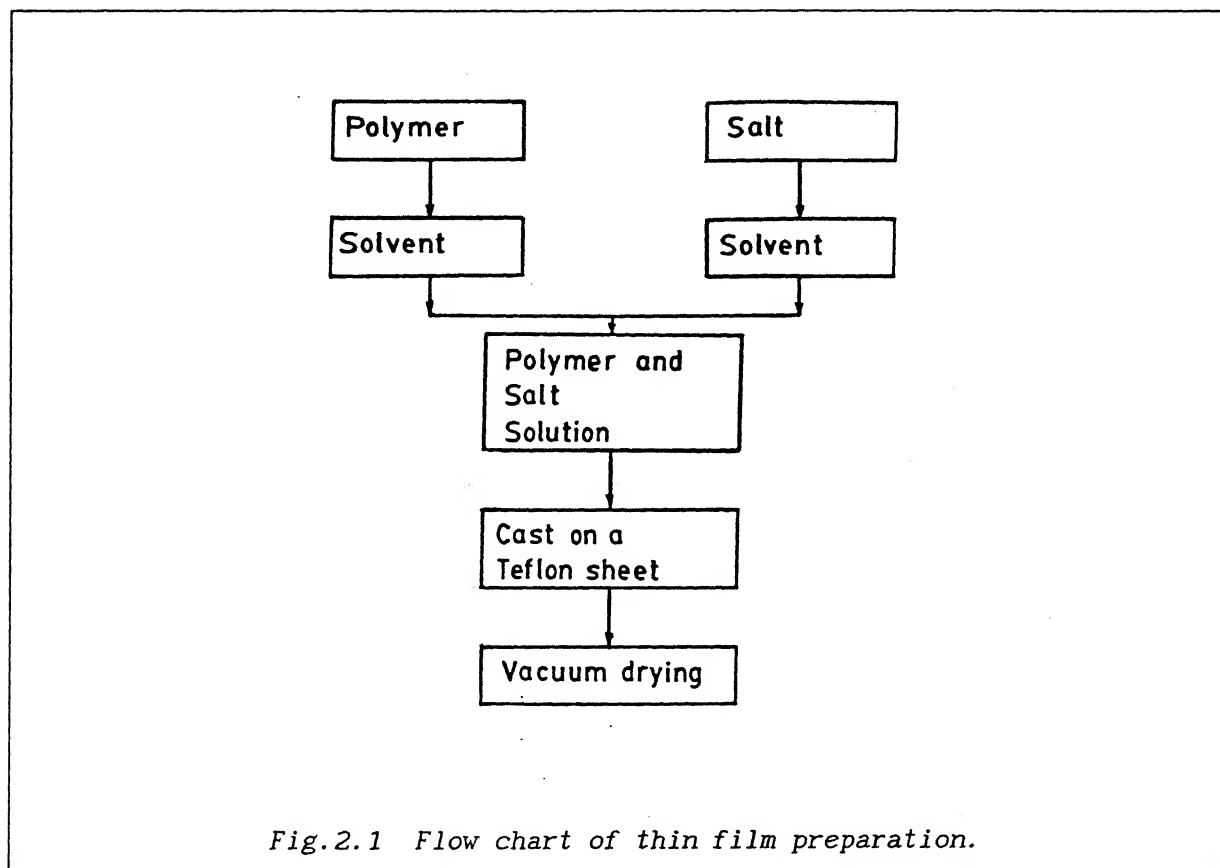 Polymer
Salt
Solvent
Solvent
Polymer and
Salt
Solution
Cast on a
Teflon sheet
Vacuum drying
Fig.2.1 Flow chart of thin film preparation.